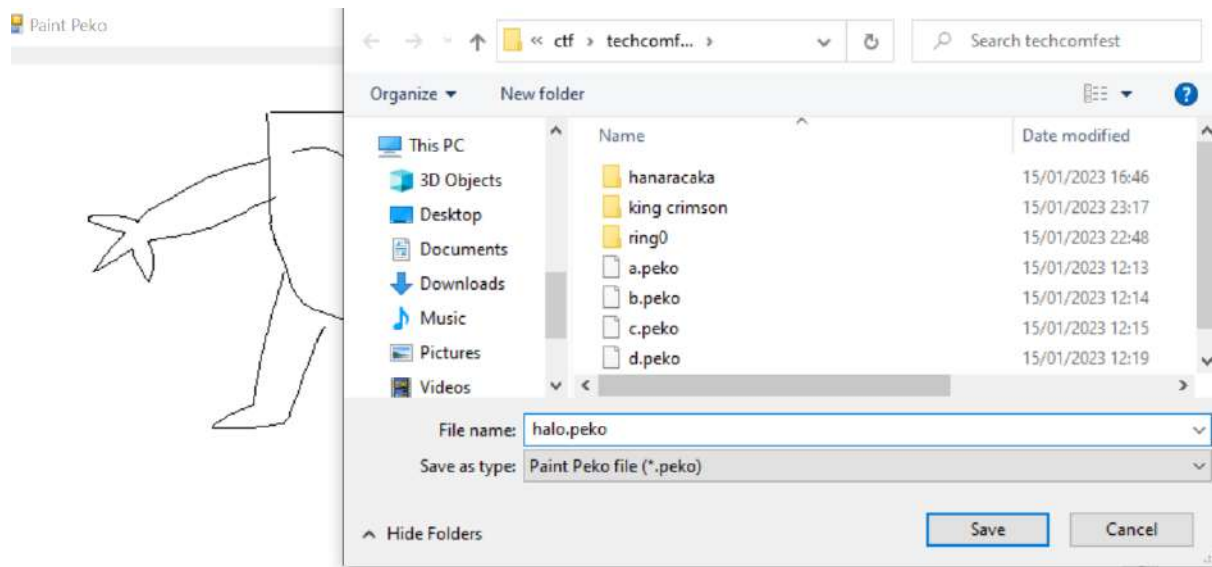 Paint Peko
« ctf › techcomf... ›
Search techcomfest
Organize
New folder
Name
Date modified
This PC
3D Objects
Desktop
Documents
Downloads
Music
Pictures
Videos
hanaracaka
15/01/2023 16:46
king crimson
15/01/2023 23:17
ring0
15/01/2023 22:48
a.peko
15/01/2023 12:13
b.peko
15/01/2023 12:14
c.peko
15/01/2023 12:15
d.peko
15/01/2023 12:19
File name: halo.peko
Save as type: Paint Peko file (*.peko)
Hide Folders
Save
Cancel